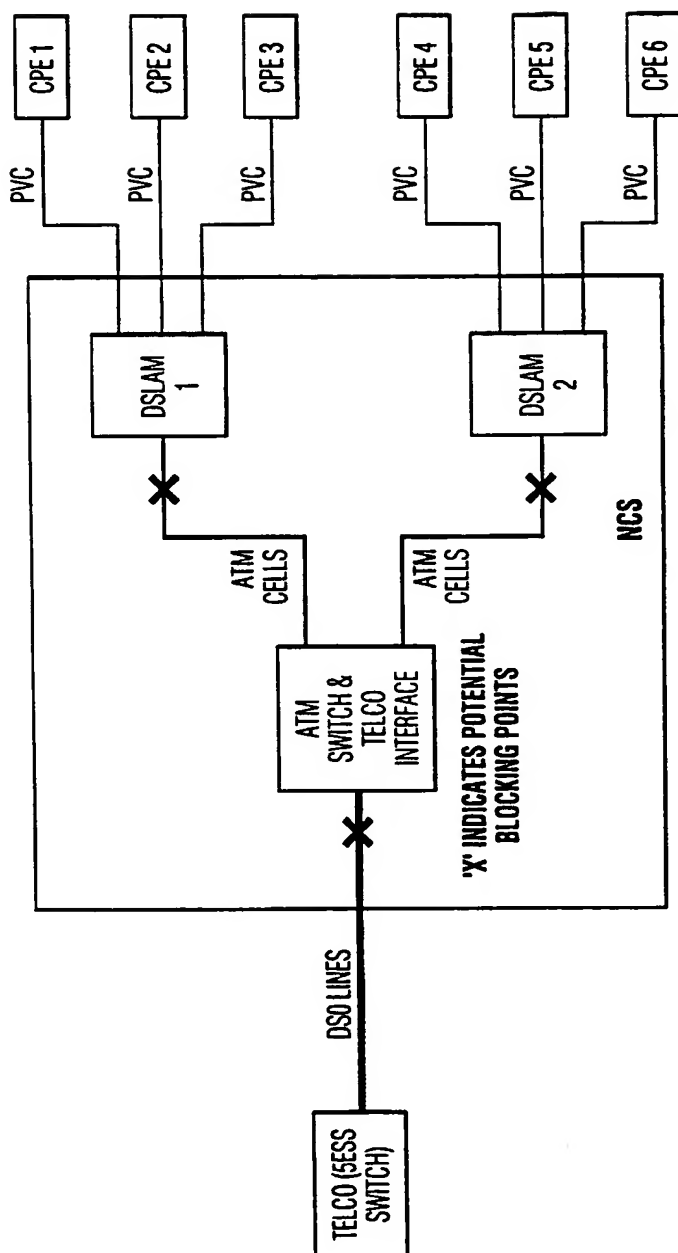 CPE 1
CPE 2
CPE 3
CPE 4
CPE 5
CPE 6
PVC
PVC
PVC
PVC
PVC
PVC
DSLAM
1
DSLAM
2
ATM
CELLS
ATM
CELLS
NCS
ATM
SWITCH &
TELCO
INTERFACE
'X' INDICATES POTENTIAL
BLOCKING POINTS
DS0 LINES
TELCO (5ESS
SWITCH)